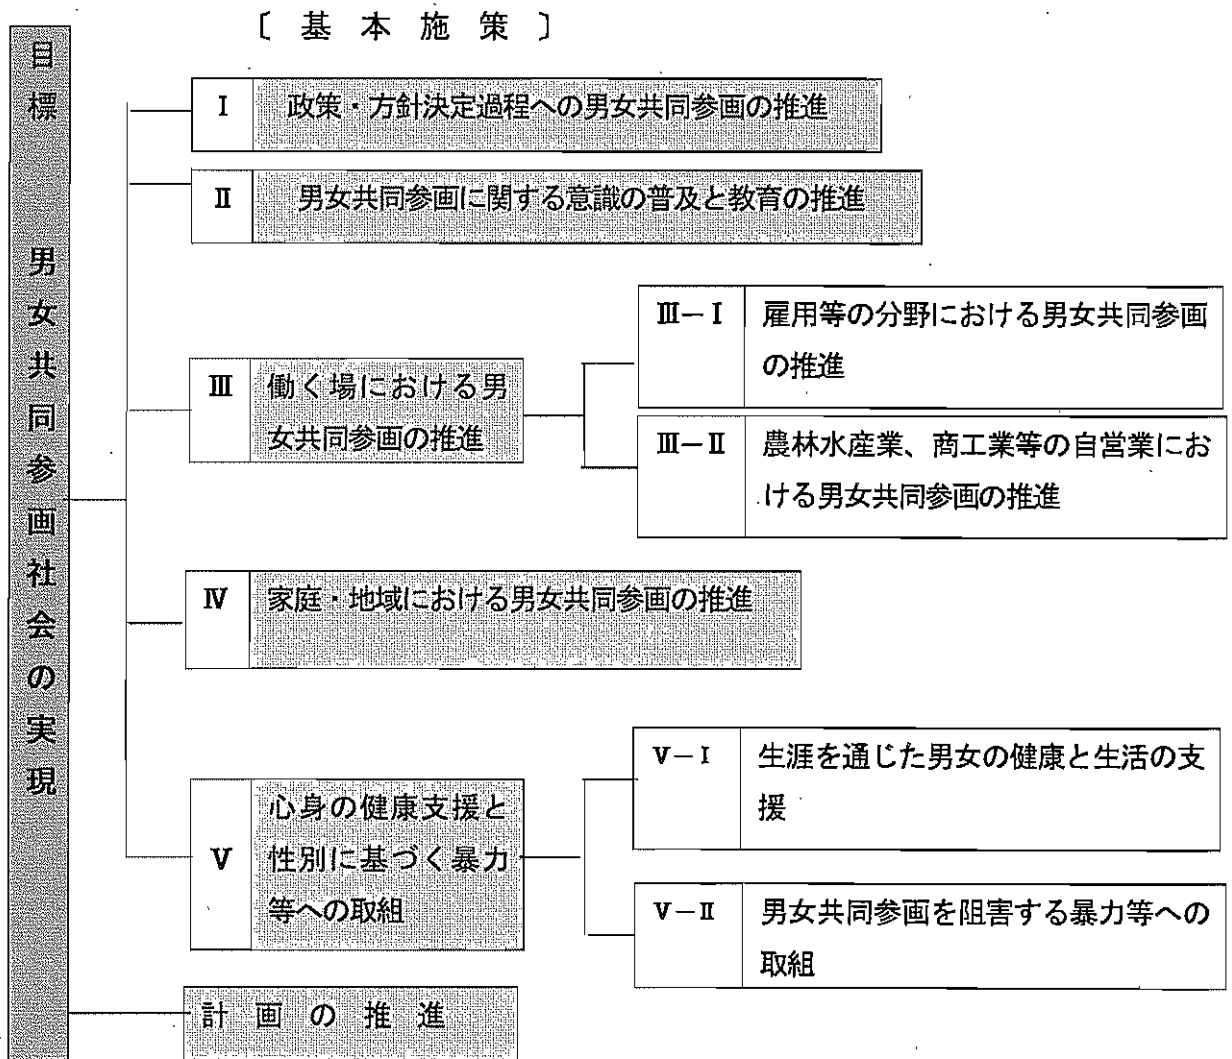 〔基本施策〕
目標 男女共同参画社会の実現
Ⅰ 政策・方針決定過程への男女共同参画の推進
Ⅱ 男女共同参画に関する意識の普及と教育の推進
Ⅲ 働く場における男
女共同参画の推進
Ⅲ－Ⅰ 雇用等の分野における男女共同参画
の推進
Ⅲ－Ⅱ 農林水産業、商工業等の自営業にお
ける男女共同参画の推進
Ⅳ 家庭・地域における男女共同参画の推進
Ⅴ 心身の健康支援と
性別に基づく暴力
等への取組
Ⅴ－Ⅰ 生涯を通じた男女の健康と生活の支
援
Ⅴ－Ⅱ 男女共同参画を阻害する暴力等への
取組
計画の推進